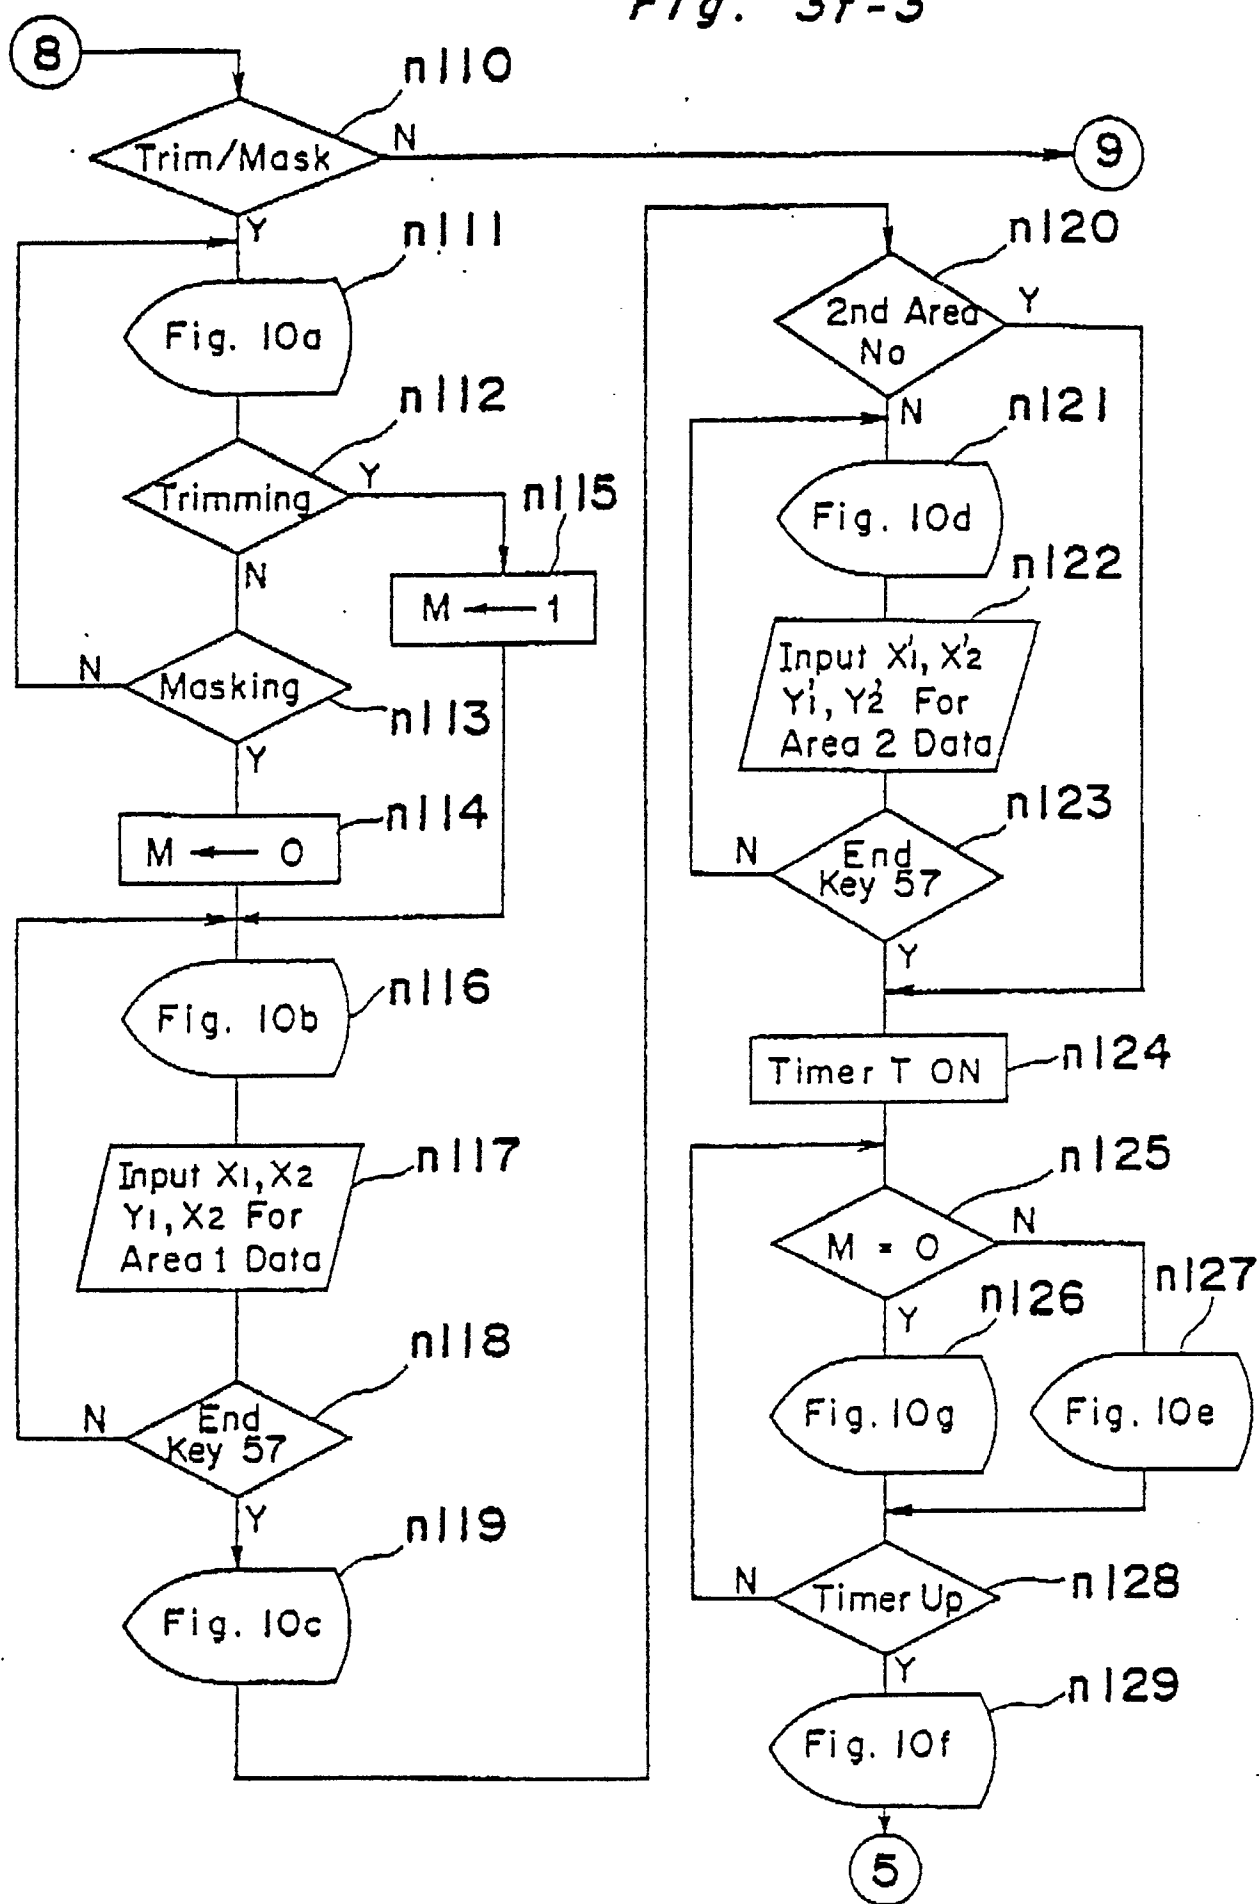 Fig. 3f-3
8
n110
Trim/Mask
N
9
Y
n111
Fig. 10a
n112
Trimming
Y
n115
M ← 1
N
Masking
N
n113
Y
n114
M ← 0
n116
Fig. 10b
n117
Input X1, X2
Y1, X2 For
Area 1 Data
n118
End
Key 57
N
Y
n119
Fig. 10c
n120
2nd Area
No
Y
N
n121
Fig. 10d
n122
Input X'1, X'2
Y'1, Y'2 For
Area 2 Data
n123
End
Key 57
N
Y
n124
Timer T ON
n125
M = 0
N
n127
Y
n126
Fig. 10g
Fig. 10e
n128
Timer Up
N
Y
n129
Fig. 10f
5